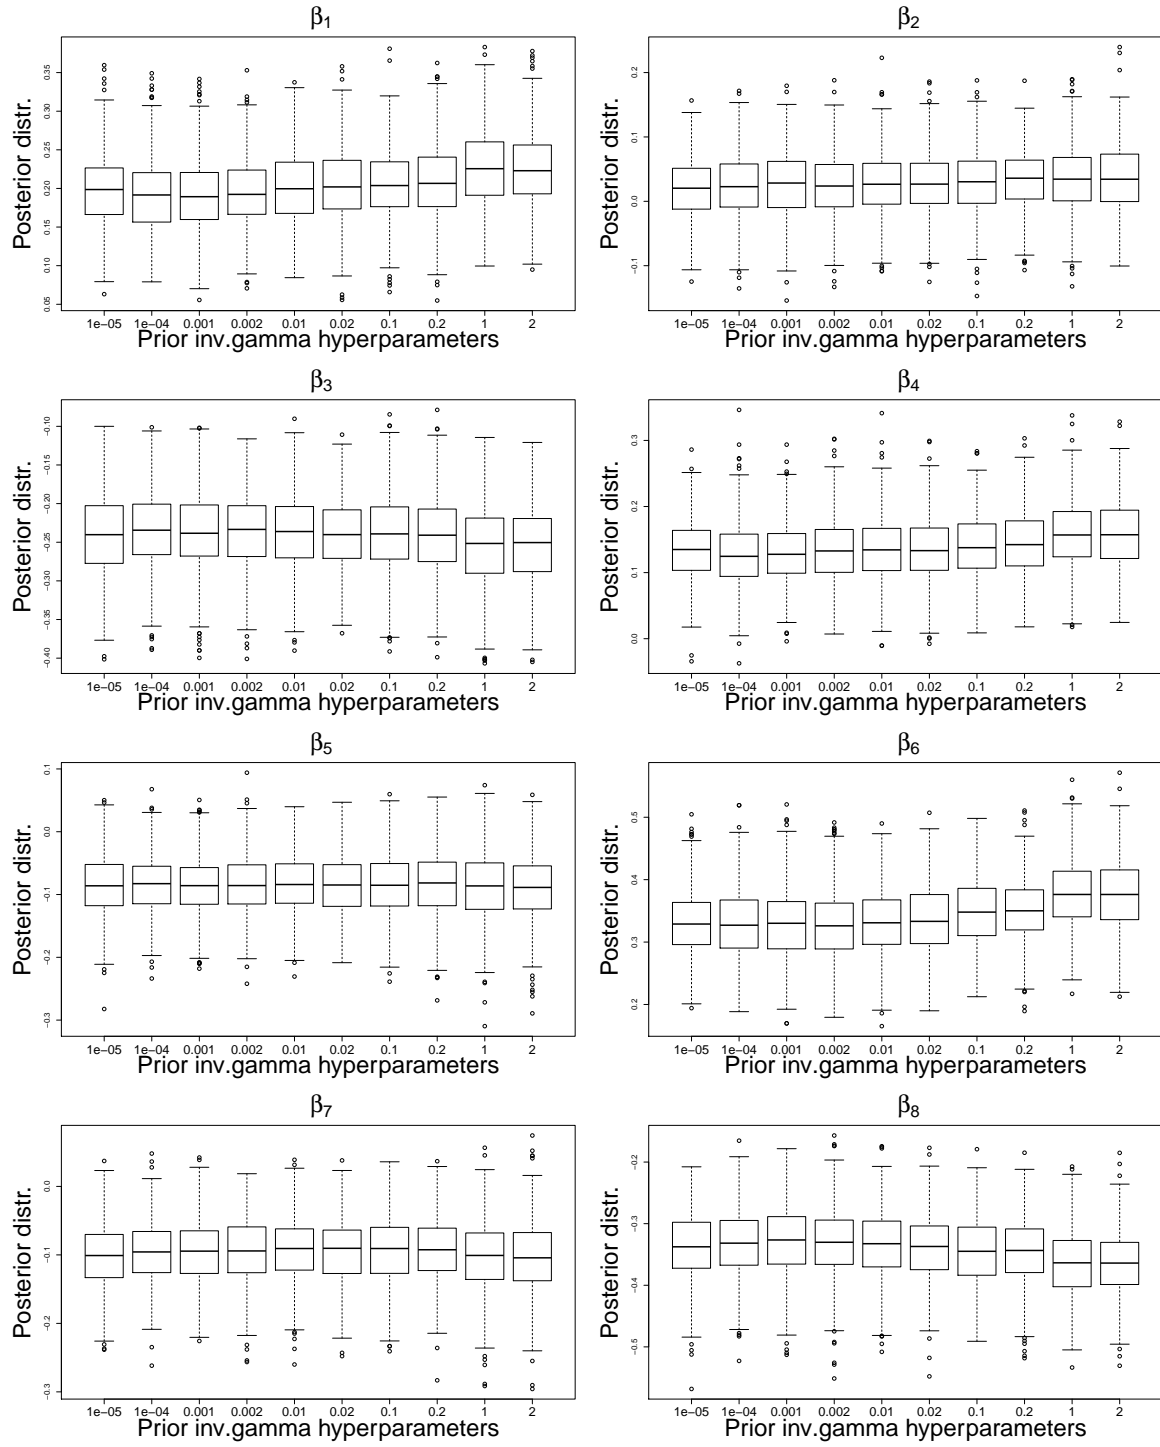 β1
Posterior distr.
0.05 0.10 0.15 0.20 0.25 0.30 0.35
1e−05 1e−04 0.001 0.002 0.01 0.02 0.1 0.2 1 2
Prior inv.gamma hyperparameters
β2
Posterior distr.
−0.1 0.0 0.1 0.2
1e−05 1e−04 0.001 0.002 0.01 0.02 0.1 0.2 1 2
Prior inv.gamma hyperparameters
β3
Posterior distr.
−0.40 −0.35 −0.30 −0.25 −0.20 −0.15 −0.10
1e−05 1e−04 0.001 0.002 0.01 0.02 0.1 0.2 1 2
Prior inv.gamma hyperparameters
β4
Posterior distr.
0.0 0.1 0.2 0.3
1e−05 1e−04 0.001 0.002 0.01 0.02 0.1 0.2 1 2
Prior inv.gamma hyperparameters
β5
Posterior distr.
−0.3 −0.2 −0.1 0.0 0.1
1e−05 1e−04 0.001 0.002 0.01 0.02 0.1 0.2 1 2
Prior inv.gamma hyperparameters
β6
Posterior distr.
0.2 0.3 0.4 0.5
1e−05 1e−04 0.001 0.002 0.01 0.02 0.1 0.2 1 2
Prior inv.gamma hyperparameters
β7
Posterior distr.
−0.3 −0.2 −0.1 0.0
1e−05 1e−04 0.001 0.002 0.01 0.02 0.1 0.2 1 2
Prior inv.gamma hyperparameters
β8
Posterior distr.
−0.5 −0.4 −0.3 −0.2
1e−05 1e−04 0.001 0.002 0.01 0.02 0.1 0.2 1 2
Prior inv.gamma hyperparameters